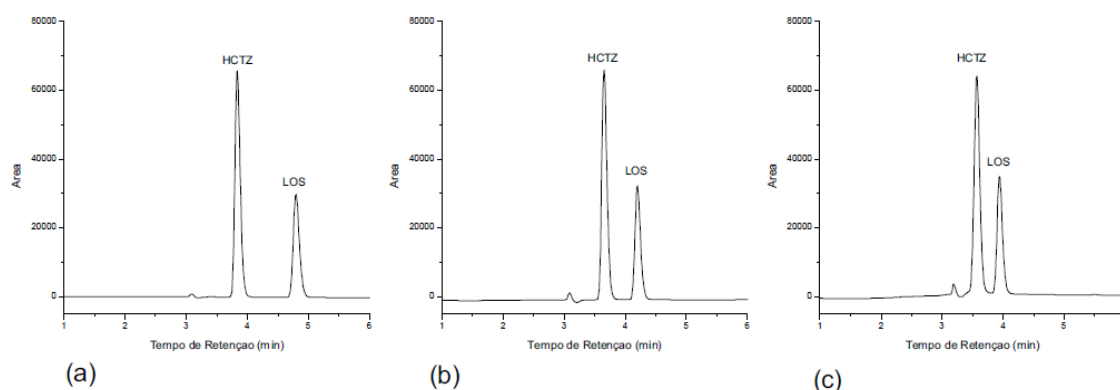 80000
60000
40000
20000
0
Area
HCTZ
LOS
1 2 3 4 5 6
Tempo de Retençao (min)
(a)
80000
60000
40000
20000
0
Area
HCTZ
LOS
1 2 3 4 5 6
Tempo de Retençao (min)
(b)
80000
60000
40000
20000
0
Area
HCTZ
LOS
1 2 3 4 5
Tempo de Retençao (min)
(c)